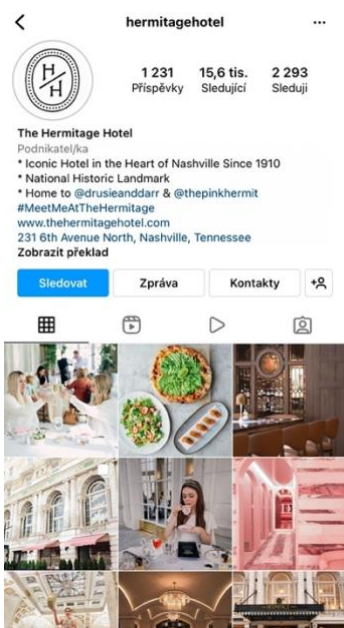 hermitagehotel
H/H
1 231 15,6 tis. 2 293
Příspěvky Sledující Sleduji
The Hermitage Hotel
Podnikatel/ka
* Iconic Hotel in the Heart of Nashville Since 1910
* National Historic Landmark
* Home to @drusieanddarr & @thepinkhermit
#MeetMeAtTheHermitage
www.thehermitagehotel.com
231 6th Avenue North, Nashville, Tennessee
Zobrazit překlad
Sledovat Zpráva Kontakty